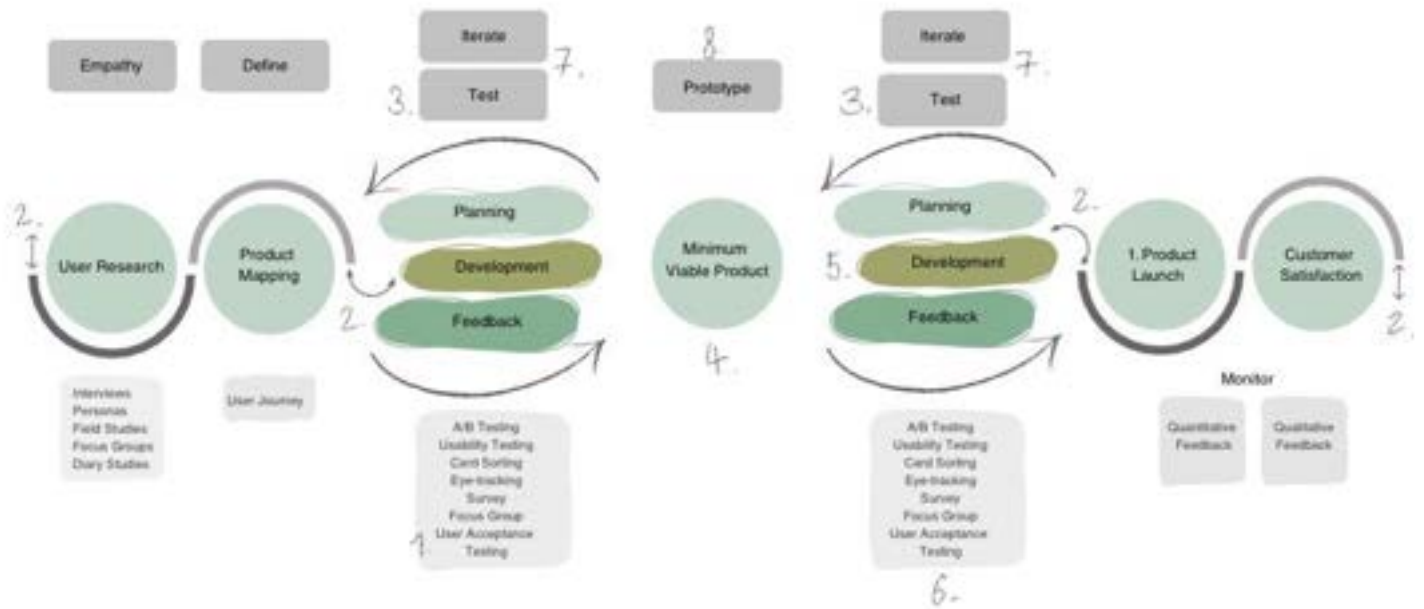 Empathy
Define
Iterate
7.
3.
Test
8
Prototype
Iterate
7.
3.
Test
2.
User Research
Product
Mapping
2.
Planning
Development
Feedback
Minimum
Viable Product
4.
Planning
5.
Development
Feedback
2.
1. Product
Launch
Customer
Satisfaction
2.
Interviews
Personas
Field Studies
Focus Groups
Diary Studies
User Journey
A/B Testing
Usability Testing
Card Sorting
Eye-tracking
Survey
Focus Group
1. User Acceptance
Testing
A/B Testing
Usability Testing
Card Sorting
Eye-tracking
Survey
Focus Group
User Acceptance
Testing
6.
Monitor
Quantitative
Feedback
Qualitative
Feedback